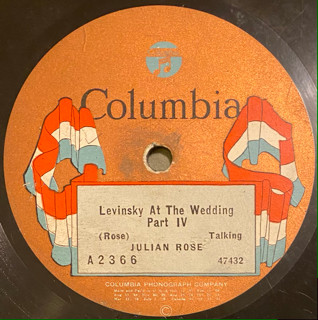 Columbia
Levinsky At The Wedding
Part IV
(Rose) Talking
JULIAN ROSE
A2366 47432
COLUMBIA PHONOGRAPH COMPANY